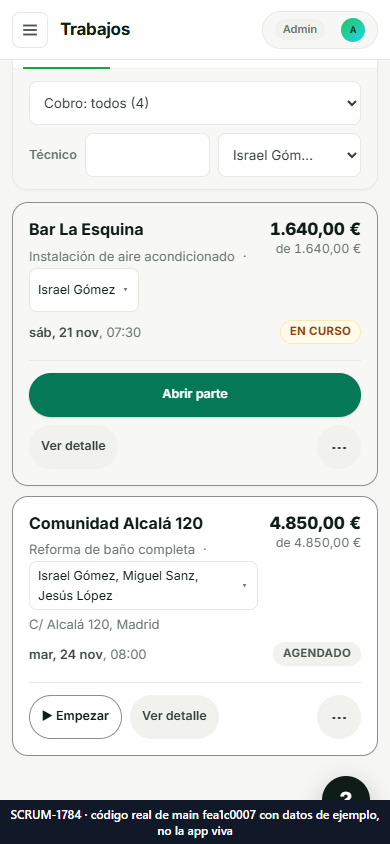 Trabajos
Admin
A
Cobro: todos (4)
Técnico
Israel Góm...
Bar La Esquina
1.640,00 €
Instalación de aire acondicionado ·
de 1.640,00 €
Israel Gómez
sáb, 21 nov, 07:30
EN CURSO
Abrir parte
Ver detalle
...
Comunidad Alcalá 120
4.850,00 €
Reforma de baño completa ·
de 4.850,00 €
Israel Gómez, Miguel Sanz,
Jesús López
C/ Alcalá 120, Madrid
mar, 24 nov, 08:00
AGENDADO
▶ Empezar
Ver detalle
...
SCRUM-1784 · código real de main fea1c0007 con datos de ejemplo,
no la app viva